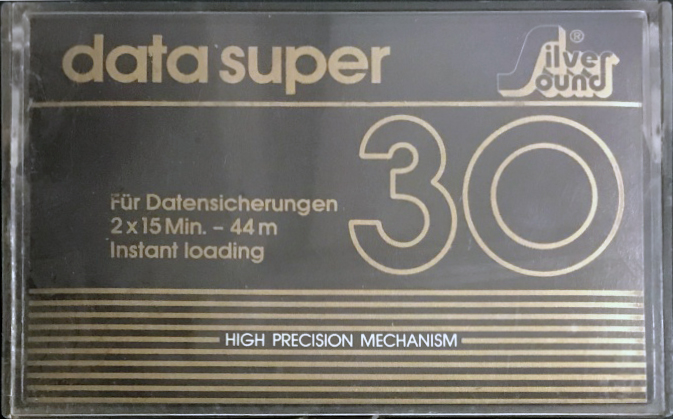 data super
Silver Sound ®
30
Für Datensicherungen
2 x 15 Min. – 44 m
Instant loading
HIGH PRECISION MECHANISM